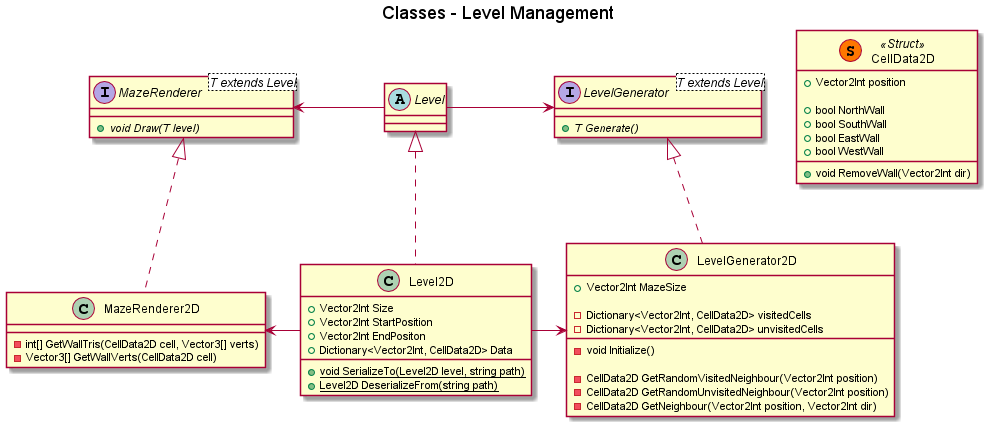 Classes - Level Management
I MazeRenderer
T extends Level
void Draw(T level)
A Level
I LevelGenerator
T extends Level
T Generate()
S «Struct»
CellData2D
Vector2Int position
bool NorthWall
bool SouthWall
bool EastWall
bool WestWall
void RemoveWall(Vector2Int dir)
C MazeRenderer2D
int[] GetWallTris(CellData2D cell, Vector3[] verts)
Vector3[] GetWallVerts(CellData2D cell)
C Level2D
Vector2Int Size
Vector2Int StartPosition
Vector2Int EndPositon
Dictionary<Vector2Int, CellData2D> Data
void SerializeTo(Level2D level, string path)
Level2D DeserializeFrom(string path)
C LevelGenerator2D
Vector2Int MazeSize
Dictionary<Vector2Int, CellData2D> visitedCells
Dictionary<Vector2Int, CellData2D> unvisitedCells
void Initialize()
CellData2D GetRandomVisitedNeighbour(Vector2Int position)
CellData2D GetRandomUnvisitedNeighbour(Vector2Int position)
CellData2D GetNeighbour(Vector2Int position, Vector2Int dir)